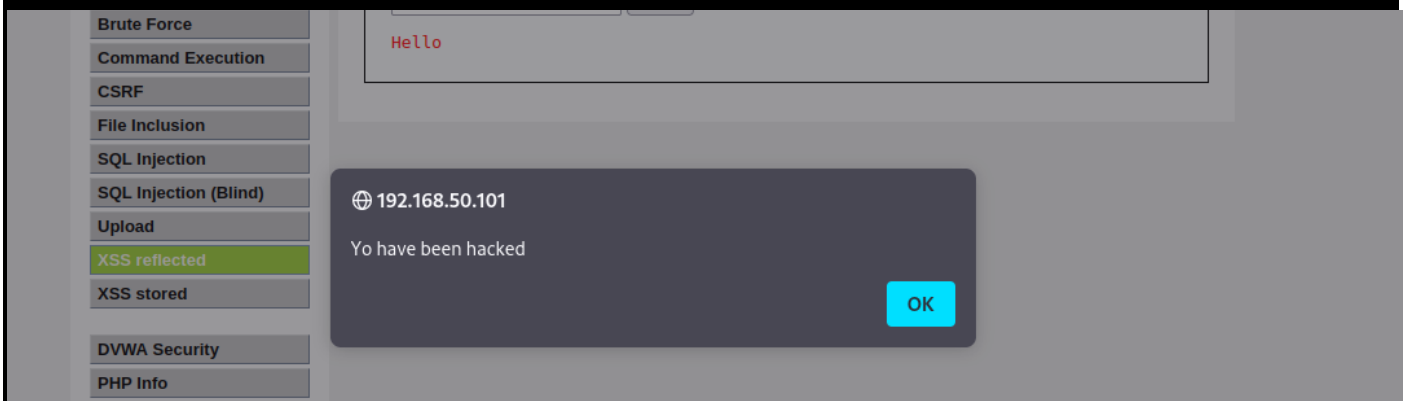 Brute Force
Command Execution
CSRF
File Inclusion
SQL Injection
SQL Injection (Blind)
Upload
XSS reflected
XSS stored
DVWA Security
PHP Info
Hello
192.168.50.101
Yo have been hacked
OK